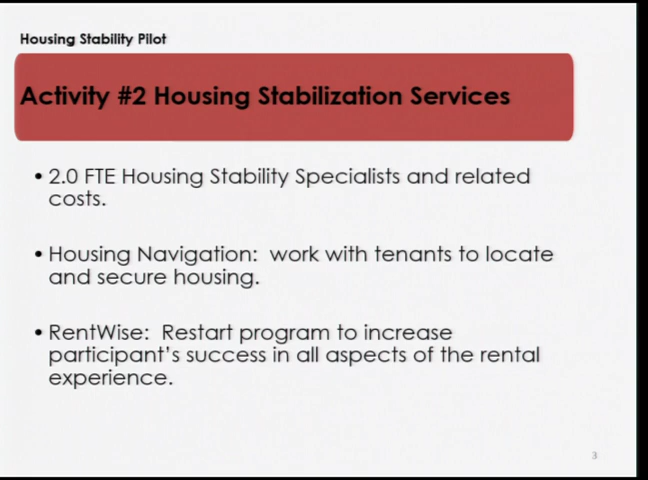 Housing Stability Pilot
Activity #2 Housing Stabilization Services
• 2.0 FTE Housing Stability Specialists and related
costs.
• Housing Navigation:  work with tenants to locate
and secure housing.
• RentWise:  Restart program to increase
participant's success in all aspects of the rental
experience.
3